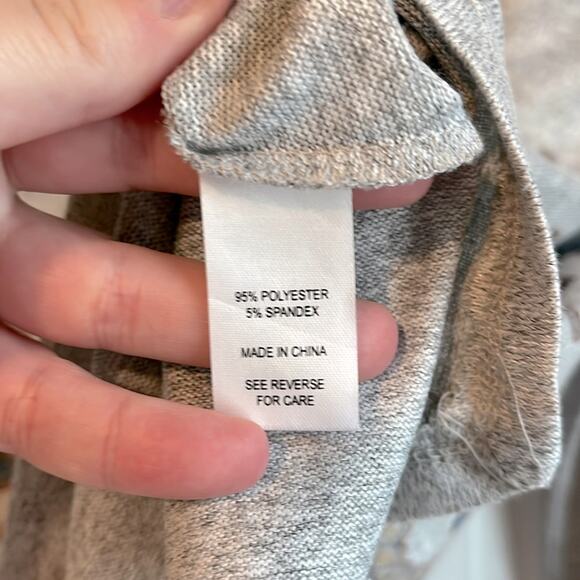 95% POLYESTER
5% SPANDEX
MADE IN CHINA
SEE REVERSE
FOR CARE